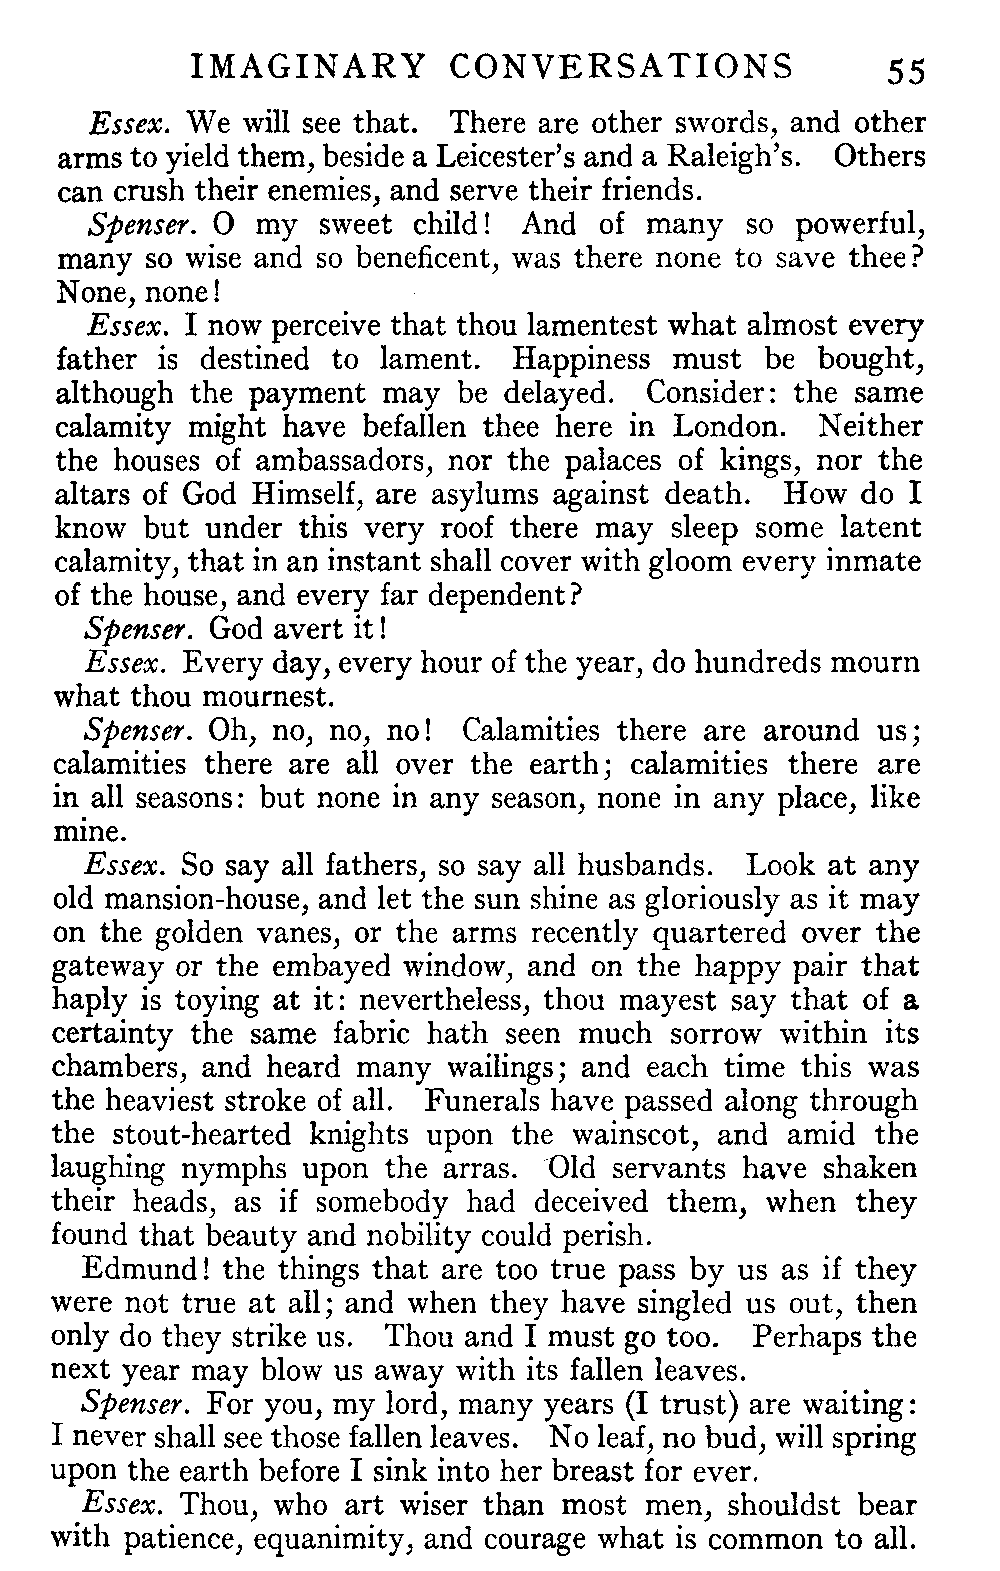 IMAGINARY CONVERSATIONS 55
Essex. We will see that. There are other swords, and other
arms to yield them, beside a Leicester's and a Raleigh's. Others
can crush their enemies, and serve their friends.
Spenser. O my sweet child! And of many so powerful,
many so wise and so beneficent, was there none to save thee?
None, none!
Essex. I now perceive that thou lamentest what almost every
father is destined to lament. Happiness must be bought,
although the payment may be delayed. Consider: the same
calamity might have befallen thee here in London. Neither
the houses of ambassadors, nor the palaces of kings, nor the
altars of God Himself, are asylums against death. How do I
know but under this very roof there may sleep some latent
calamity, that in an instant shall cover with gloom every inmate
of the house, and every far dependent?
Spenser. God avert it!
Essex. Every day, every hour of the year, do hundreds mourn
what thou mournest.
Spenser. Oh, no, no, no! Calamities there are around us;
calamities there are all over the earth; calamities there are
in all seasons: but none in any season, none in any place, like
mine.
Essex. So say all fathers, so say all husbands. Look at any
old mansion-house, and let the sun shine as gloriously as it may
on the golden vanes, or the arms recently quartered over the
gateway or the embayed window, and on the happy pair that
haply is toying at it: nevertheless, thou mayest say that of a
certainty the same fabric hath seen much sorrow within its
chambers, and heard many wailings; and each time this was
the heaviest stroke of all. Funerals have passed along through
the stout-hearted knights upon the wainscot, and amid the
laughing nymphs upon the arras. Old servants have shaken
their heads, as if somebody had deceived them, when they
found that beauty and nobility could perish.
Edmund! the things that are too true pass by us as if they
were not true at all; and when they have singled us out, then
only do they strike us. Thou and I must go too. Perhaps the
next year may blow us away with its fallen leaves.
Spenser. For you, my lord, many years (I trust) are waiting:
I never shall see those fallen leaves. No leaf, no bud, will spring
upon the earth before I sink into her breast for ever.
Essex. Thou, who art wiser than most men, shouldst bear
with patience, equanimity, and courage what is common to all.